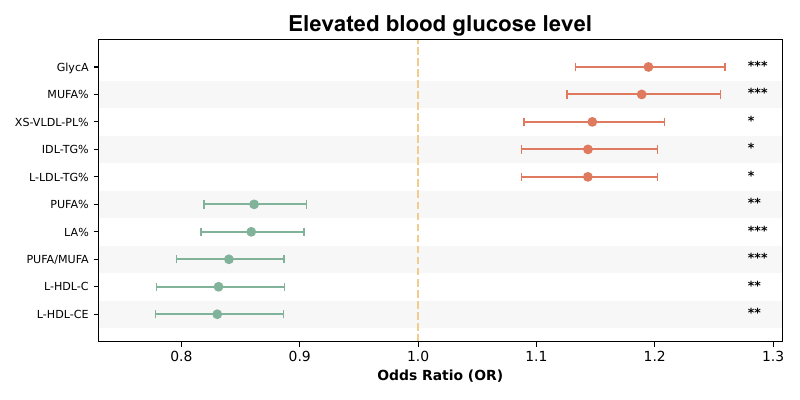 Elevated blood glucose level
GlycA ***
MUFA% ***
XS-VLDL-PL% *
IDL-TG% *
L-LDL-TG% *
PUFA% **
LA% ***
PUFA/MUFA ***
L-HDL-C **
L-HDL-CE **
0.8 0.9 1.0 1.1 1.2 1.3
Odds Ratio (OR)